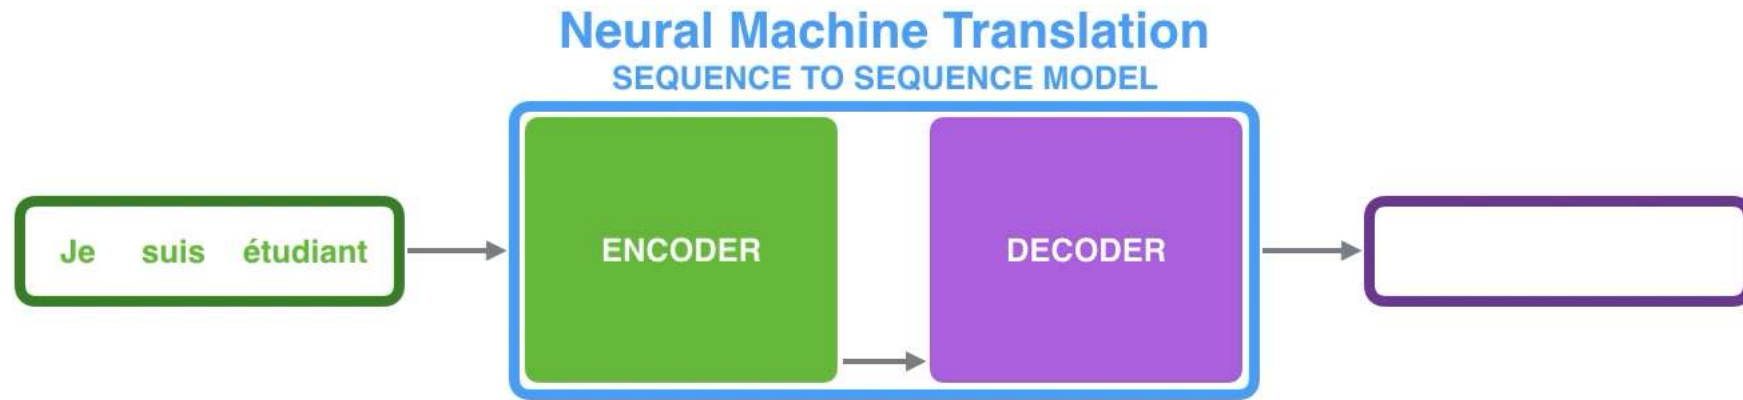 Neural Machine Translation
SEQUENCE TO SEQUENCE MODEL
Je suis étudiant
ENCODER
DECODER